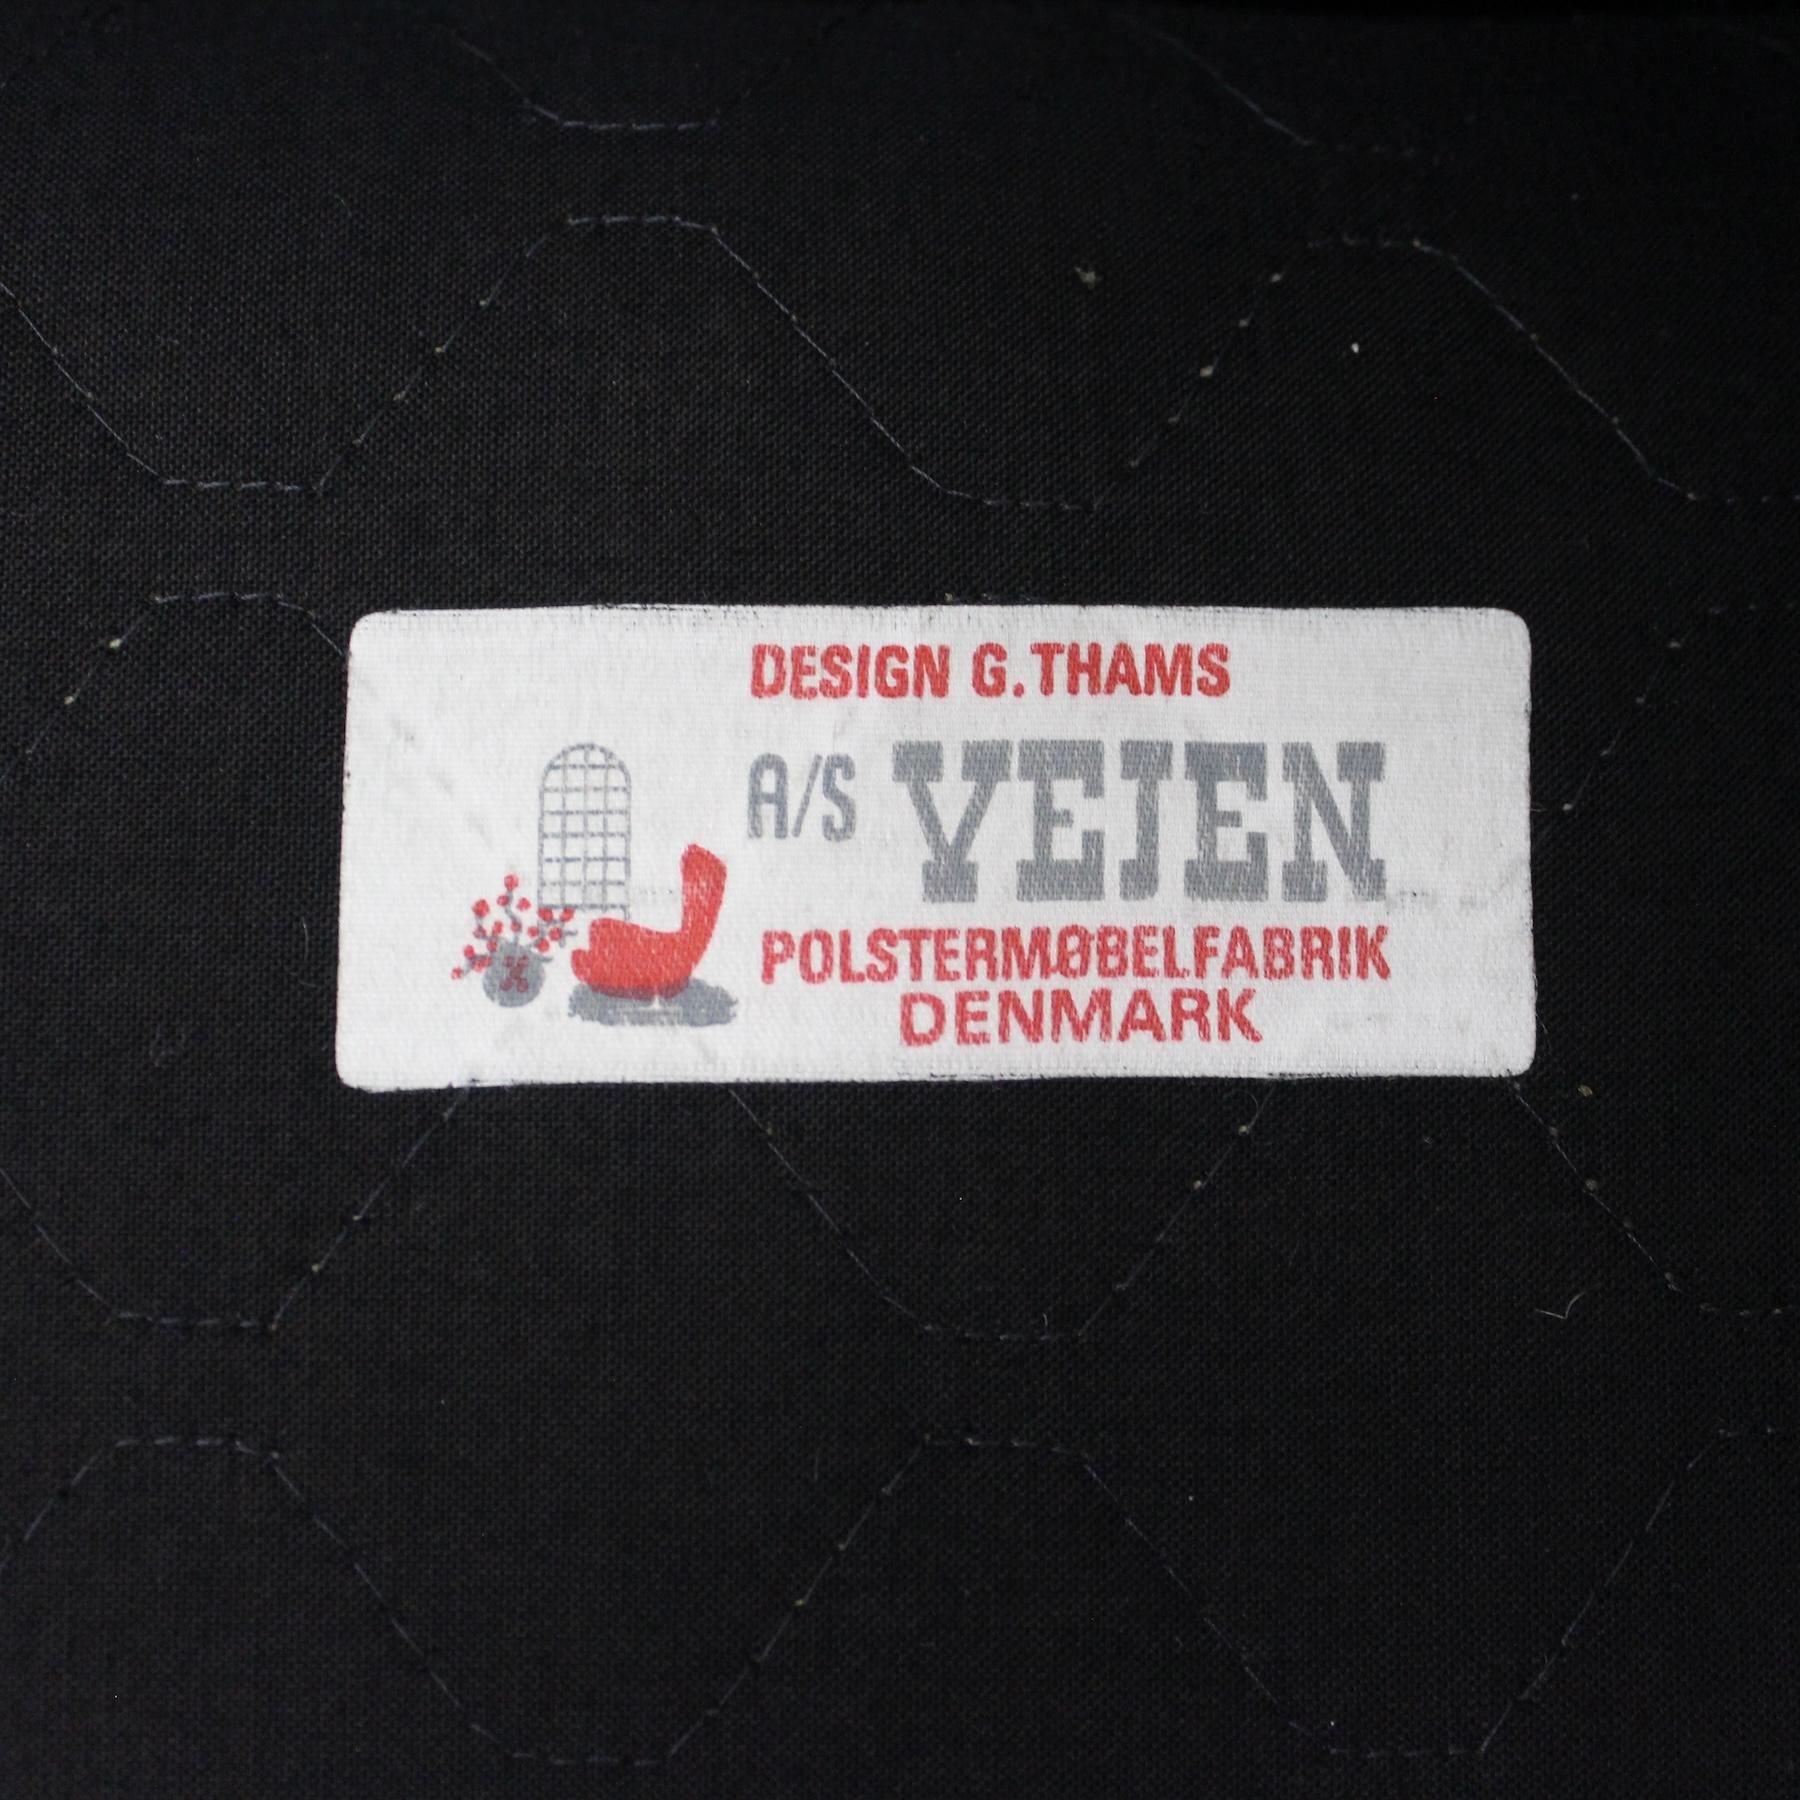 DESIGN G.THAMS
A/S VEJEN
POLSTERMØBELFABRIK
DENMARK